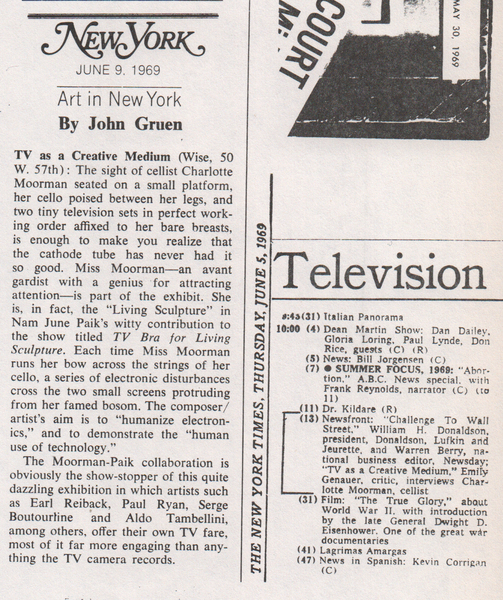 NEW YORK
JUNE 9. 1969
Art in New York
By John Gruen
TV as a Creative Medium (Wise, 50
W. 57th): The sight of cellist Charlotte
Moorman seated on a small platform,
her cello poised between her legs, and
two tiny television sets in perfect work-
ing order affixed to her bare breasts,
is enough to make you realize that
the cathode tube has never had it
so good. Miss Moorman—an avant
gardist with a genius for attracting
attention—is part of the exhibit. She
is, in fact, the "Living Sculpture" in
Nam June Paik's witty contribution to
the show titled TV Bra for Living
Sculpture. Each time Miss Moorman
runs her bow across the strings of her
cello, a series of electronic disturbances
cross the two small screens protruding
from her famed bosom. The composer/
artist's aim is to "humanize electron-
ics," and to demonstrate the "human
use of technology."
The Moorman-Paik collaboration is
obviously the show-stopper of this quite
dazzling exhibition in which artists such
as Earl Reiback, Paul Ryan, Serge
Boutourline and Aldo Tambellini,
among others, offer their own TV fare,
most of it far more engaging than any-
thing the TV camera records.
COURT
MAY 30, 1969
THE NEW YORK TIMES, THURSDAY, JUNE 5, 1969
Television
8:45 (31) Italian Panorama
10:00 (4) Dean Martin Show: Dan Dailey,
Gloria Loring, Paul Lynde, Don
Rice, guests (C) (R)
(5) News: Bill Jorgensen (C)
(7) ● SUMMER FOCUS, 1969: "Abor-
tion," A.B.C. News special, with
Frank Reynolds, narrator (C) (to
11)
(11) Dr. Kildare (R)
(13) Newsfront: "Challenge To Wall
Street," William H. Donaldson,
president, Donaldson, Lufkin and
Jeurette, and Warren Berry, na-
tional business editor, Newsday;
"TV as a Creative Medium," Emily
Genauer, critic, interviews Char-
lotte Moorman, cellist
(31) Film: "The True Glory," about
World War II, with introduction
by the late General Dwight D.
Eisenhower. One of the great war
documentaries
(41) Lagrimas Amargas
(47) News in Spanish: Kevin Corrigan
(C)